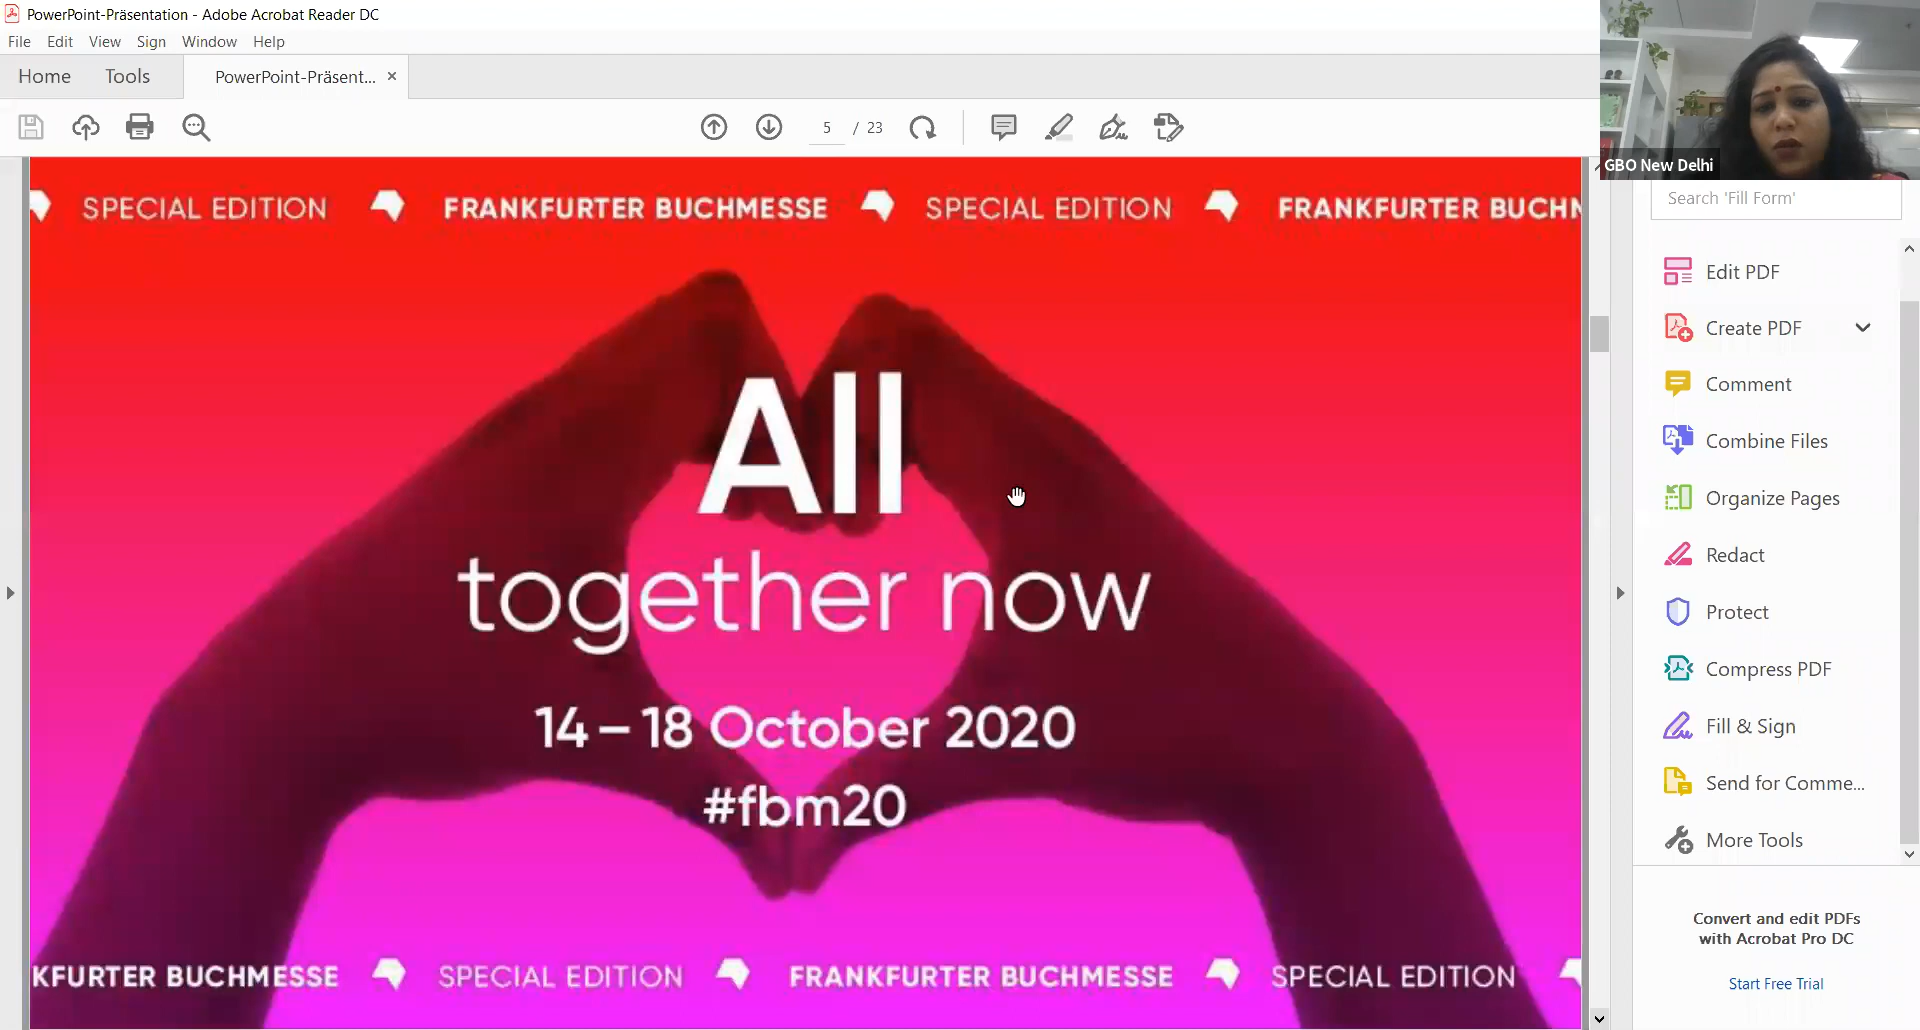 PowerPoint-Präsentation - Adobe Acrobat Reader DC
File Edit View Sign Window Help
Home Tools PowerPoint-Präsent... ×
5 / 23
GBO New Delhi
SPECIAL EDITION FRANKFURTER BUCHMESSE SPECIAL EDITION FRANKFURTER BUCHM
All
together now
14 – 18 October 2020
#fbm20
KFURTER BUCHMESSE SPECIAL EDITION FRANKFURTER BUCHMESSE SPECIAL EDITION
Search 'Fill Form'
Edit PDF
Create PDF
Comment
Combine Files
Organize Pages
Redact
Protect
Compress PDF
Fill & Sign
Send for Comme...
More Tools
Convert and edit PDFs
with Acrobat Pro DC
Start Free Trial